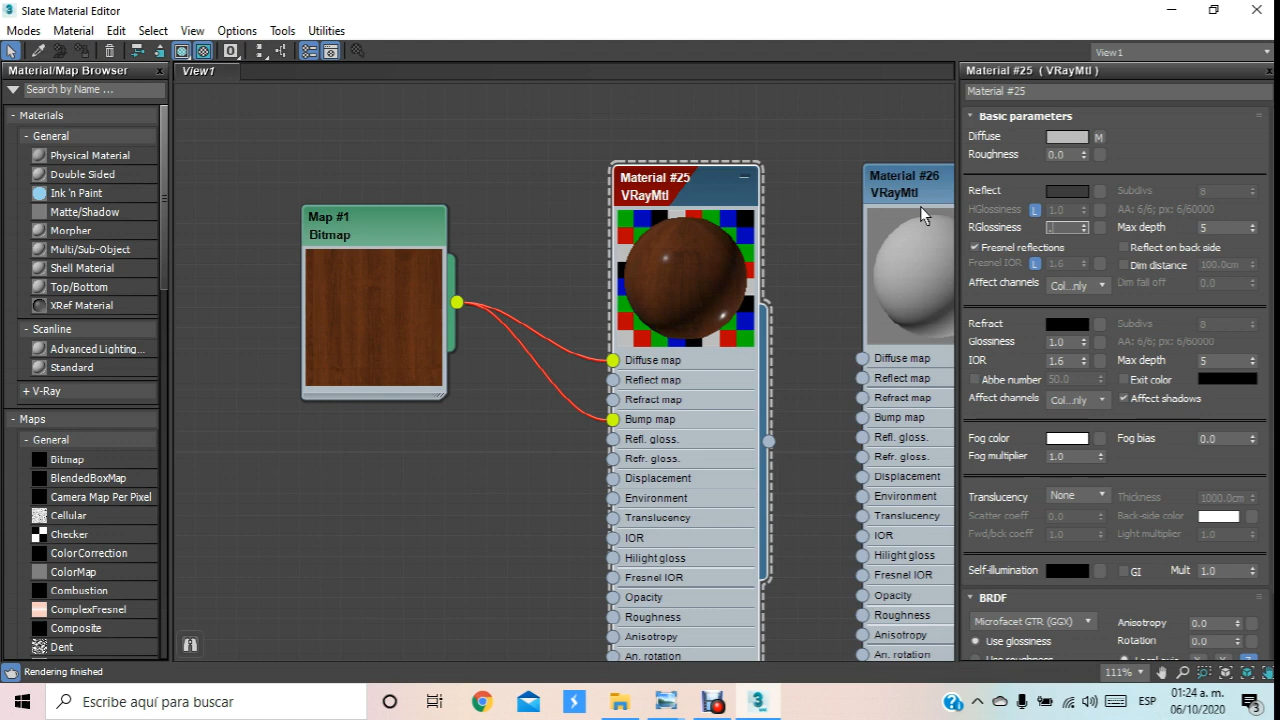 Slate Material Editor
Modes Material Edit Select View Options Tools Utilities
View1
Material/Map Browser
Search by Name ...
- Materials
- General
Physical Material
Double Sided
Ink 'n Paint
Matte/Shadow
Morpher
Multi/Sub-Object
Shell Material
Top/Bottom
XRef Material
- Scanline
Advanced Lighting...
Standard
+ V-Ray
- Maps
- General
Bitmap
BlendedBoxMap
Camera Map Per Pixel
Cellular
Checker
ColorCorrection
ColorMap
Combustion
ComplexFresnel
Composite
Dent
View1
Map #1
Bitmap
Material #25
VRayMtl
Diffuse map
Reflect map
Refract map
Bump map
Refl. gloss.
Refr. gloss.
Displacement
Environment
Translucency
IOR
Hilight gloss
Fresnel IOR
Opacity
Roughness
Anisotropy
An. rotation
Material #26
VRayMtl
Diffuse map
Reflect map
Refract map
Bump map
Refl. gloss.
Refr. gloss.
Displacement
Environment
Translucency
IOR
Hilight gloss
Fresnel IOR
Opacity
Roughness
Anisotropy
An. rotation
Material #25 ( VRayMtl )
Material #25
Basic parameters
Diffuse M
Roughness 0.0
Reflect Subdivs 8
HGlossiness L 1.0 AA: 6/6; px: 6/60000
RGlossiness . Max depth 5
Fresnel reflections Reflect on back side
Fresnel IOR L 1.6 Dim distance 100.0cm
Affect channels Col...nly Dim fall off 0.0
Refract Subdivs 8
Glossiness 1.0 AA: 6/6; px: 6/60000
IOR 1.6 Max depth 5
Abbe number 50.0 Exit color
Affect channels Col...nly Affect shadows
Fog color Fog bias 0.0
Fog multiplier 1.0
Translucency None Thickness 1000.0cm
Scatter coeff 0.0 Back-side color
Fwd/bck coeff 1.0 Light multiplier 1.0
Self-illumination GI Mult 1.0
BRDF
Microfacet GTR (GGX) Anisotropy 0.0
Use glossiness Rotation 0.0
Rendering finished
111%
Escribe aquí para buscar
ESP
01:24 a. m.
06/10/2020
3